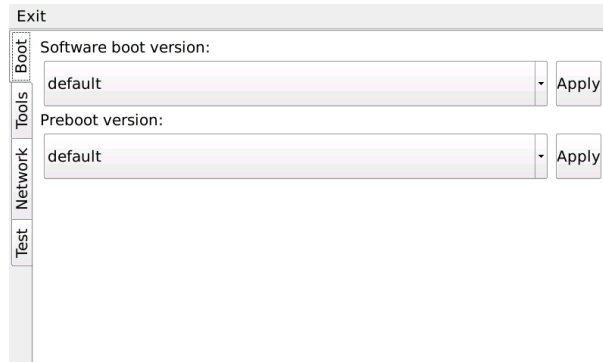 Exit
Boot
Tools
Network
Test
Software boot version:
default
Apply
Preboot version:
default
Apply